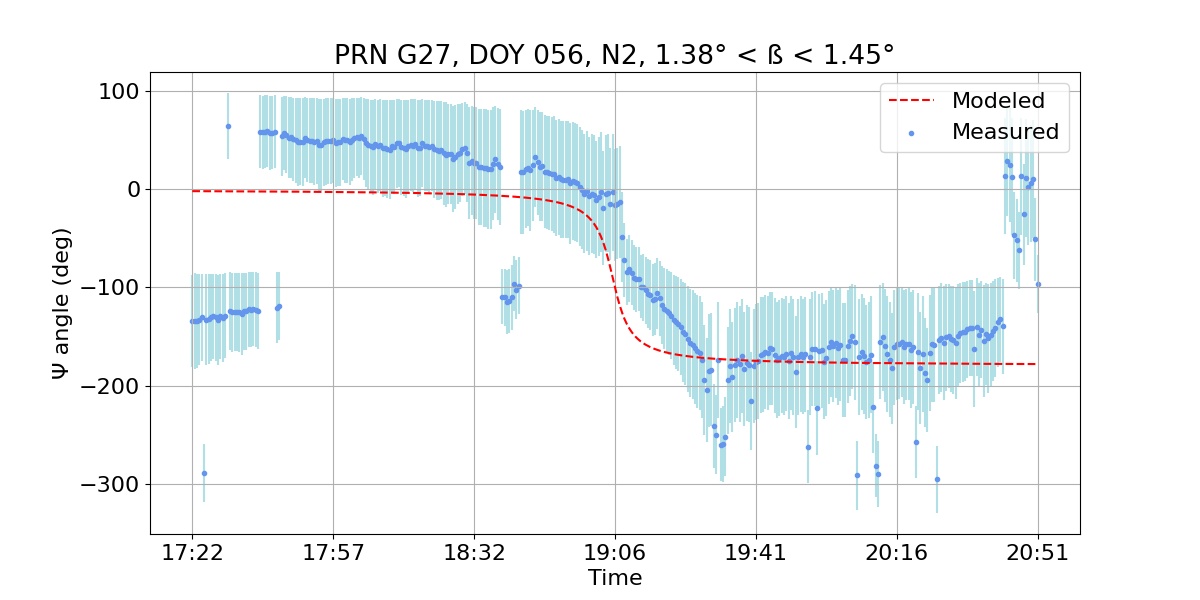 PRN G27, DOY 056, N2, 1.38° < ß < 1.45°
Modeled
Measured
Ψ angle (deg)
100
0
−100
−200
−300
17:22
17:57
18:32
19:06
19:41
20:16
20:51
Time